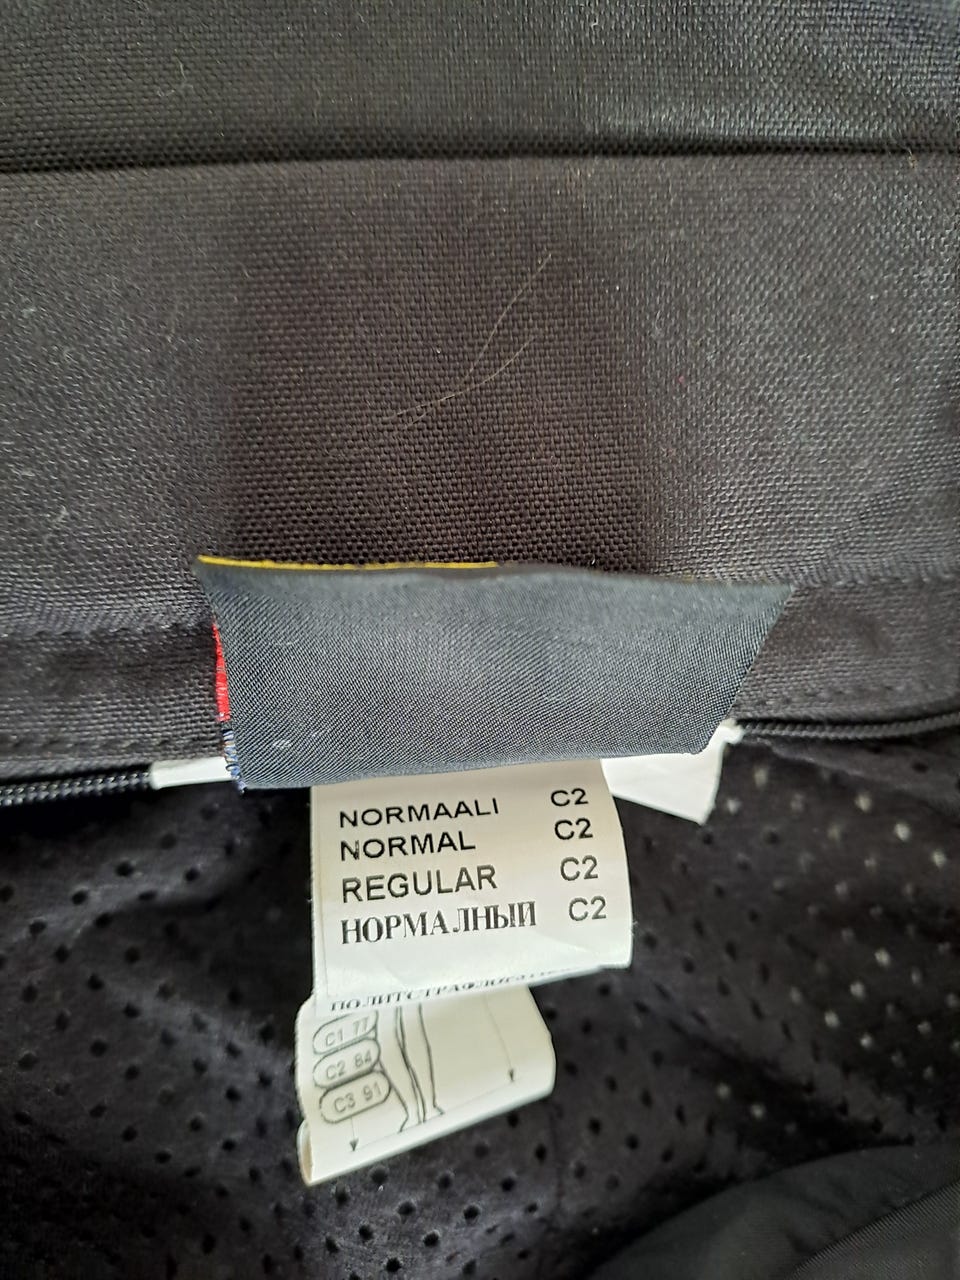 NORMAALI C2
NORMAL C2
REGULAR C2
НОРМАЛНЫЙ C2
C1 77
C2 84
C3 91